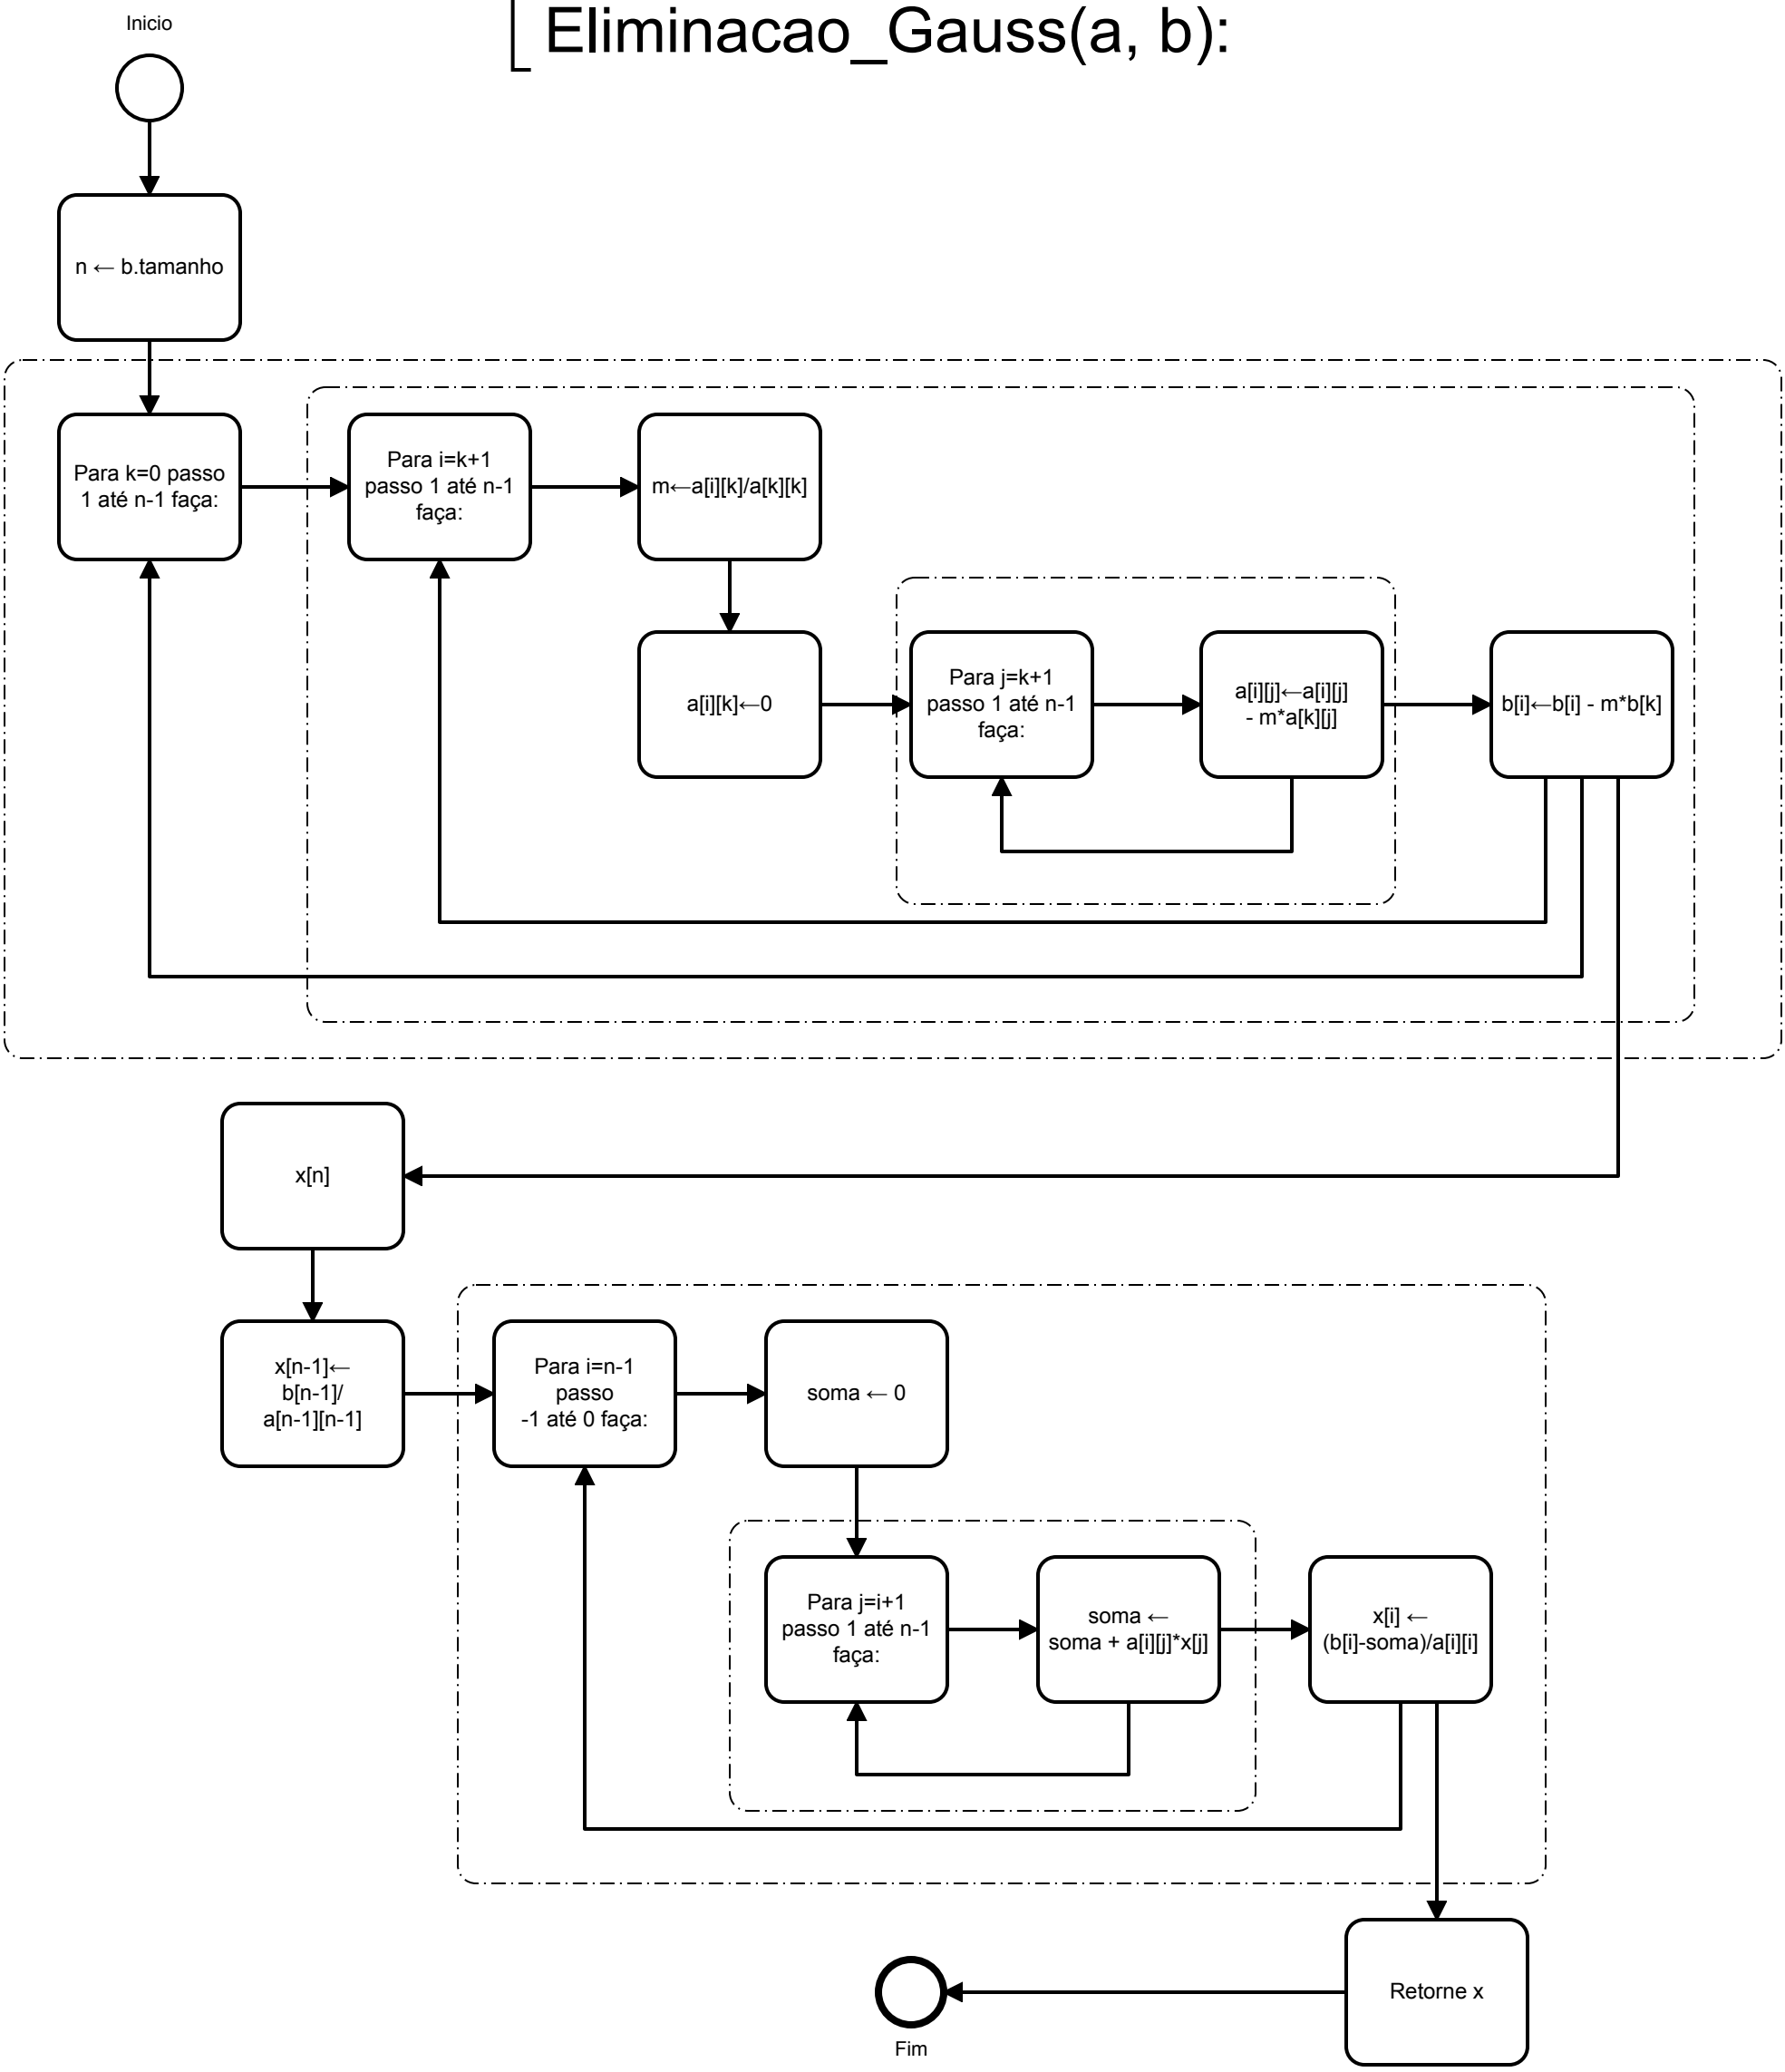 Eliminacao_Gauss(a, b):
Inicio
n ← b.tamanho
Para k=0 passo
1 até n-1 faça:
Para i=k+1
passo 1 até n-1
faça:
m←a[i][k]/a[k][k]
a[i][k]←0
Para j=k+1
passo 1 até n-1
faça:
a[i][j]←a[i][j]
- m*a[k][j]
b[i]←b[i] - m*b[k]
x[n]
x[n-1]←
b[n-1]/
a[n-1][n-1]
Para i=n-1
passo
-1 até 0 faça:
soma ← 0
Para j=i+1
passo 1 até n-1
faça:
soma ←
soma + a[i][j]*x[j]
x[i] ←
(b[i]-soma)/a[i][i]
Retorne x
Fim